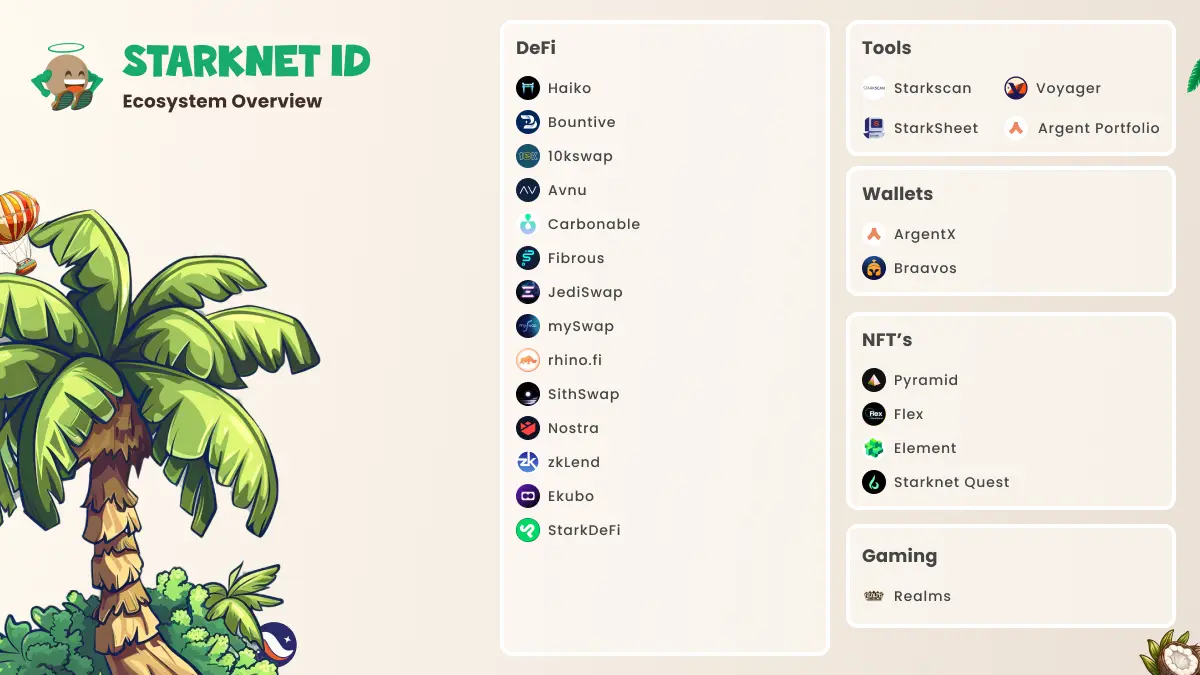 STARKNET ID
Ecosystem Overview
DeFi
Haiko
Bountive
10kswap
Avnu
Carbonable
Fibrous
JediSwap
mySwap
rhino.fi
SithSwap
Nostra
zkLend
Ekubo
StarkDeFi
Tools
Starkscan
Voyager
StarkSheet
Argent Portfolio
Wallets
ArgentX
Braavos
NFT’s
Pyramid
Flex
Element
Starknet Quest
Gaming
Realms